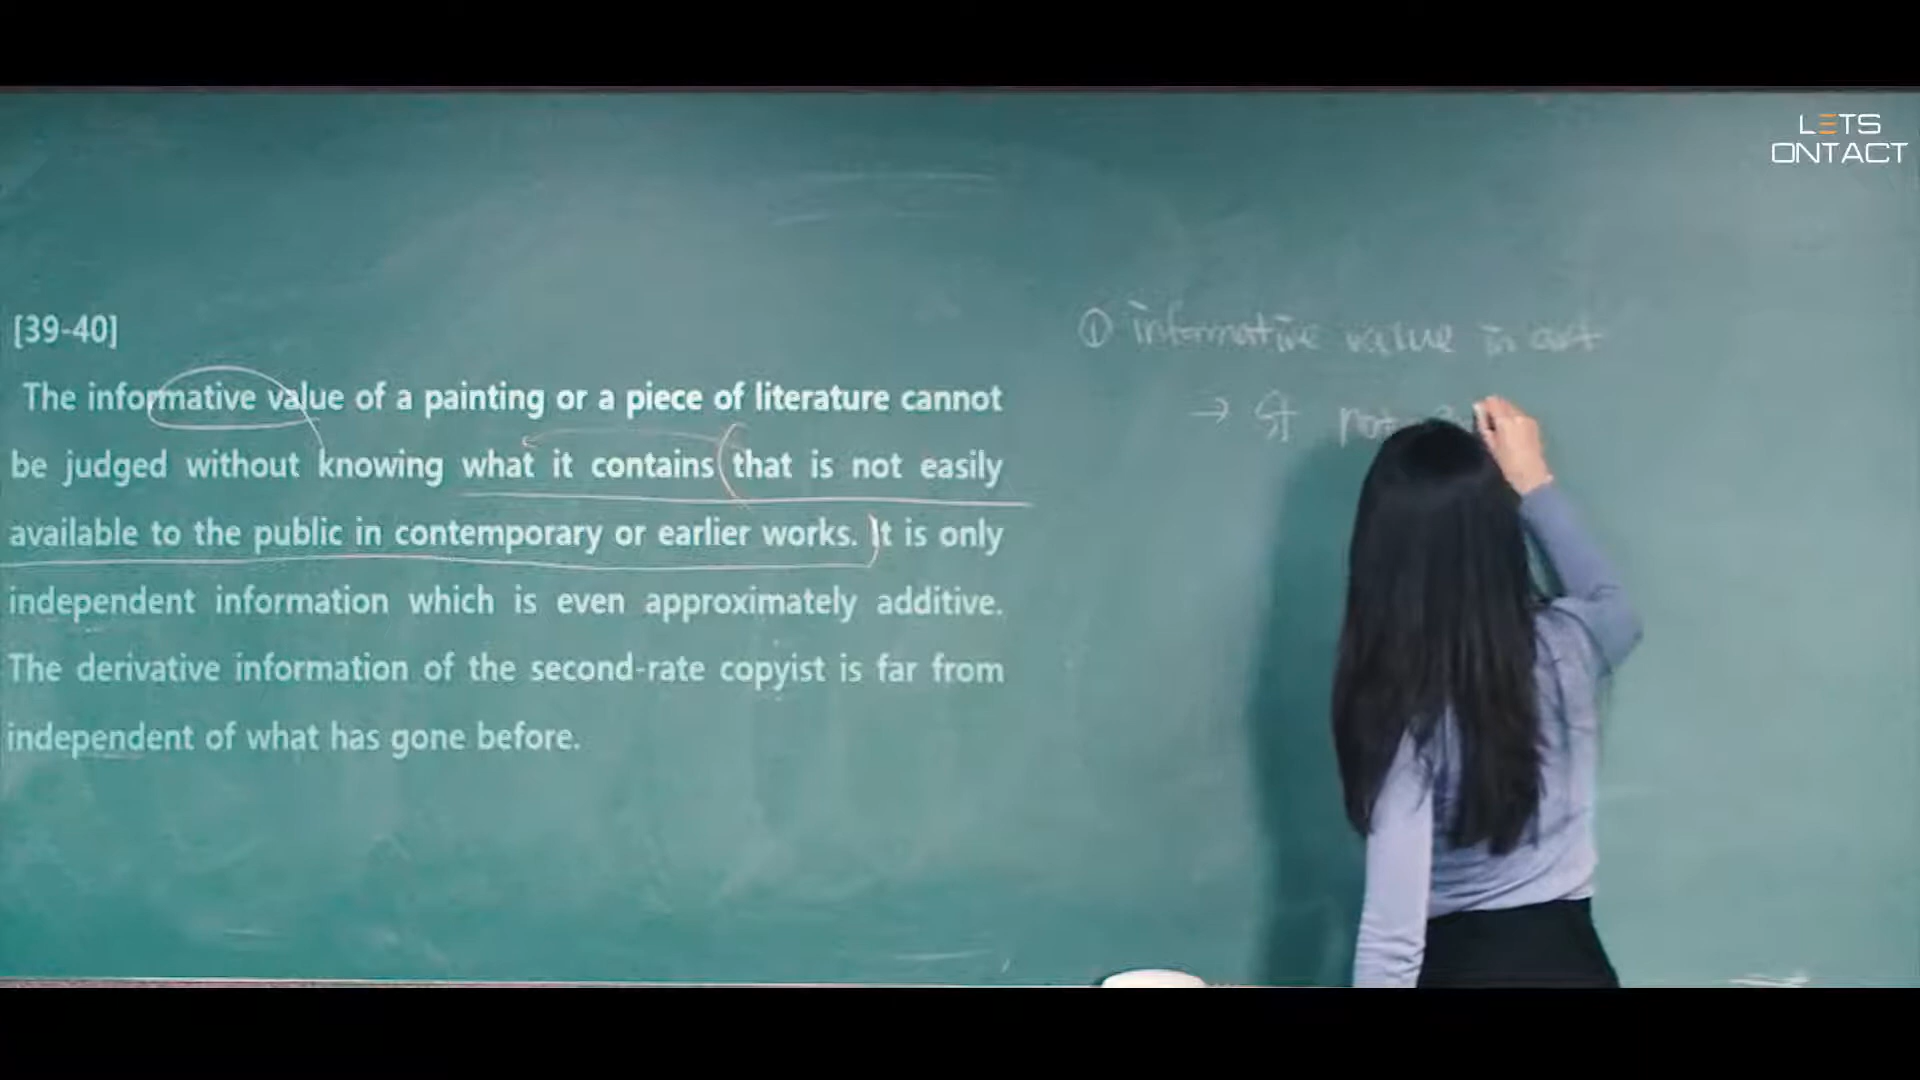 LETS
ONTACT
[39-40]
The informative value of a painting or a piece of literature cannot
be judged without knowing what it contains that is not easily
available to the public in contemporary or earlier works. It is only
independent information which is even approximately additive.
The derivative information of the second-rate copyist is far from
independent of what has gone before.
① informative value in art
→ not